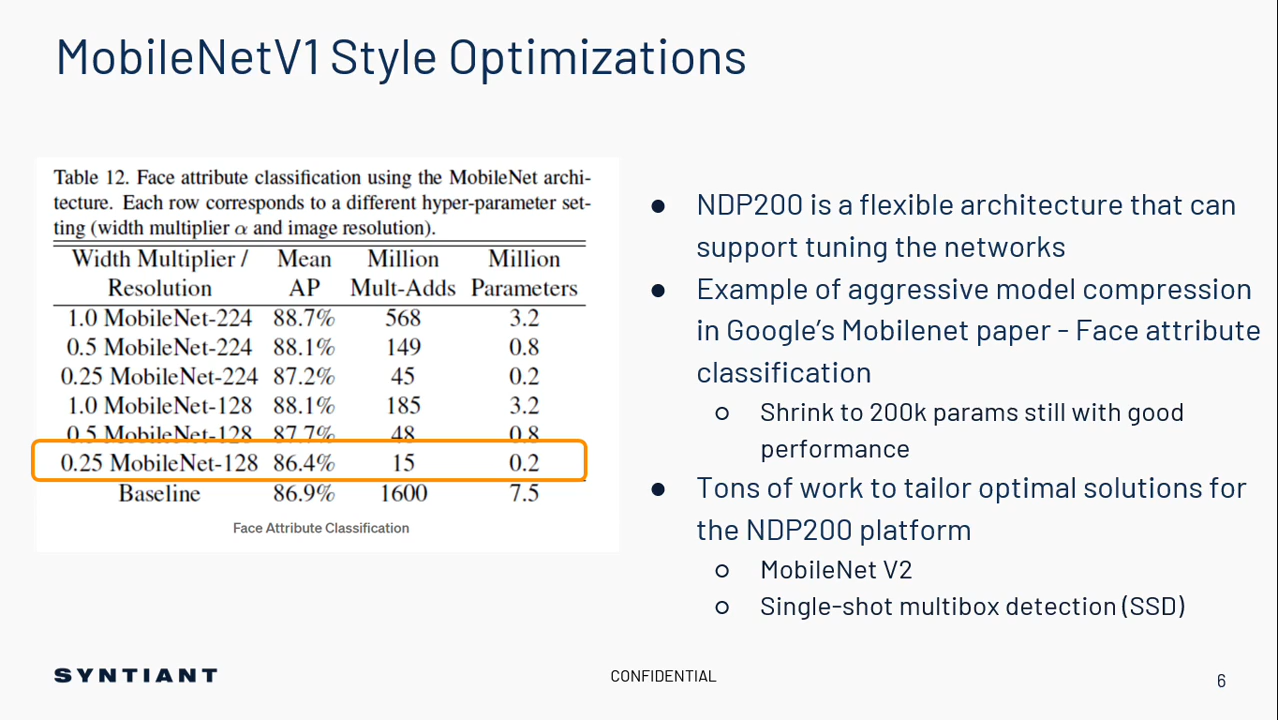 MobileNetV1 Style Optimizations
Table 12. Face attribute classification using the MobileNet archi-
tecture. Each row corresponds to a different hyper-parameter set-
ting (width multiplier α and image resolution).
Width Multiplier / Mean Million Million
Resolution AP Mult-Adds Parameters
1.0 MobileNet-224 88.7% 568 3.2
0.5 MobileNet-224 88.1% 149 0.8
0.25 MobileNet-224 87.2% 45 0.2
1.0 MobileNet-128 88.1% 185 3.2
0.5 MobileNet-128 87.7% 48 0.8
0.25 MobileNet-128 86.4% 15 0.2
Baseline 86.9% 1600 7.5
Face Attribute Classification
● NDP200 is a flexible architecture that can
support tuning the networks
● Example of aggressive model compression
in Google’s Mobilenet paper - Face attribute
classification
○ Shrink to 200k params still with good
performance
● Tons of work to tailor optimal solutions for
the NDP200 platform
○ MobileNet V2
○ Single-shot multibox detection (SSD)
SYNTIANT
CONFIDENTIAL
6